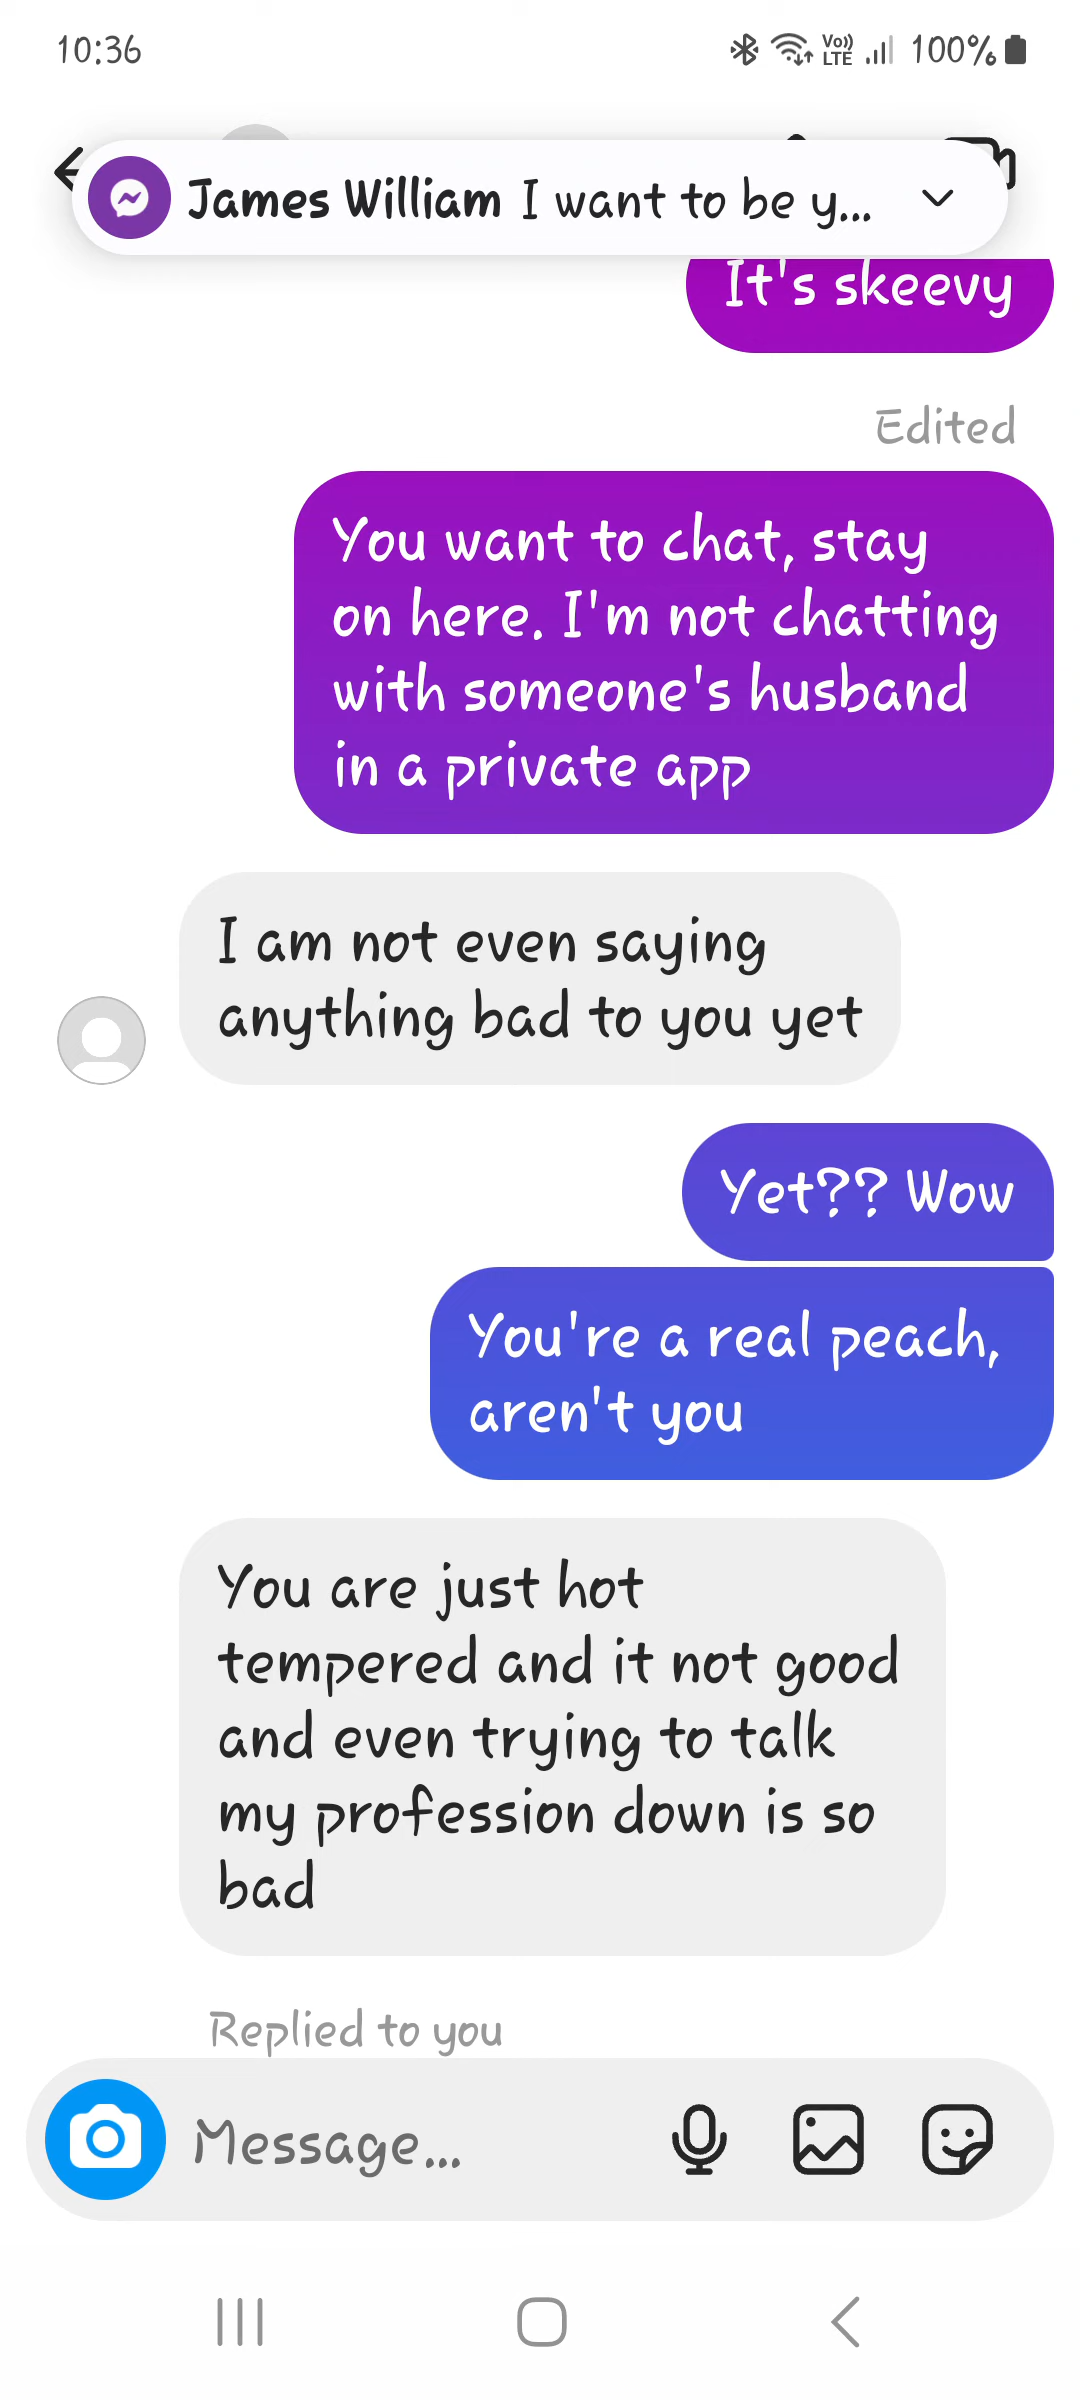 10:36
Vo))
LTE
100%
James William I want to be y...
It's skeevy
Edited
You want to chat, stay
on here. I'm not chatting
with someone's husband
in a private app
I am not even saying
anything bad to you yet
Yet?? Wow
You're a real peach,
aren't you
You are just hot
tempered and it not good
and even trying to talk
my profession down is so
bad
Replied to you
Message...